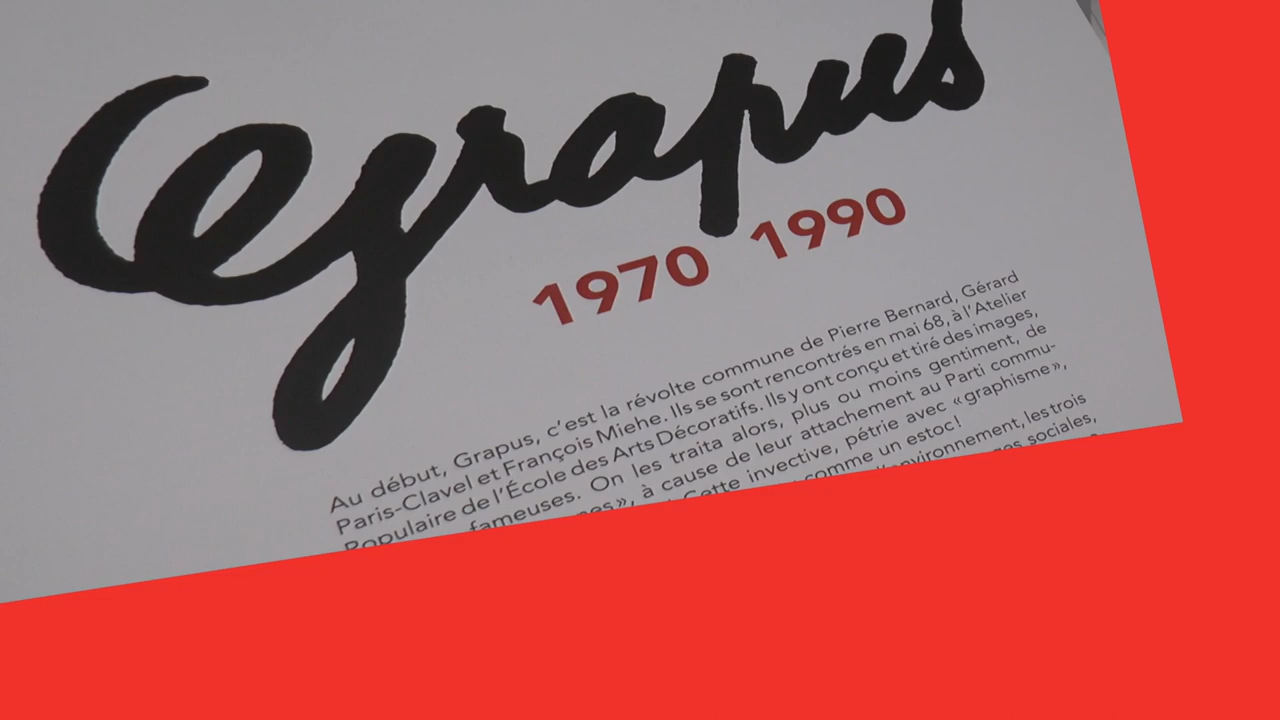 Grapus
1970 1990
Au début, Grapus, c'est la révolte commune de Pierre Bernard, Gérard
Paris-Clavel et François Miehe. Ils se sont rencontrés en mai 68, à l'Atelier
Populaire de l'École des Arts Décoratifs. Ils y ont conçu et tiré des images,
fameuses. On les traita alors, plus ou moins gentiment, de
», à cause de leur attachement au Parti commu-
Cette invective, pétrie avec «graphisme»,
comme un estoc!
l'environnement, les trois
sociales,